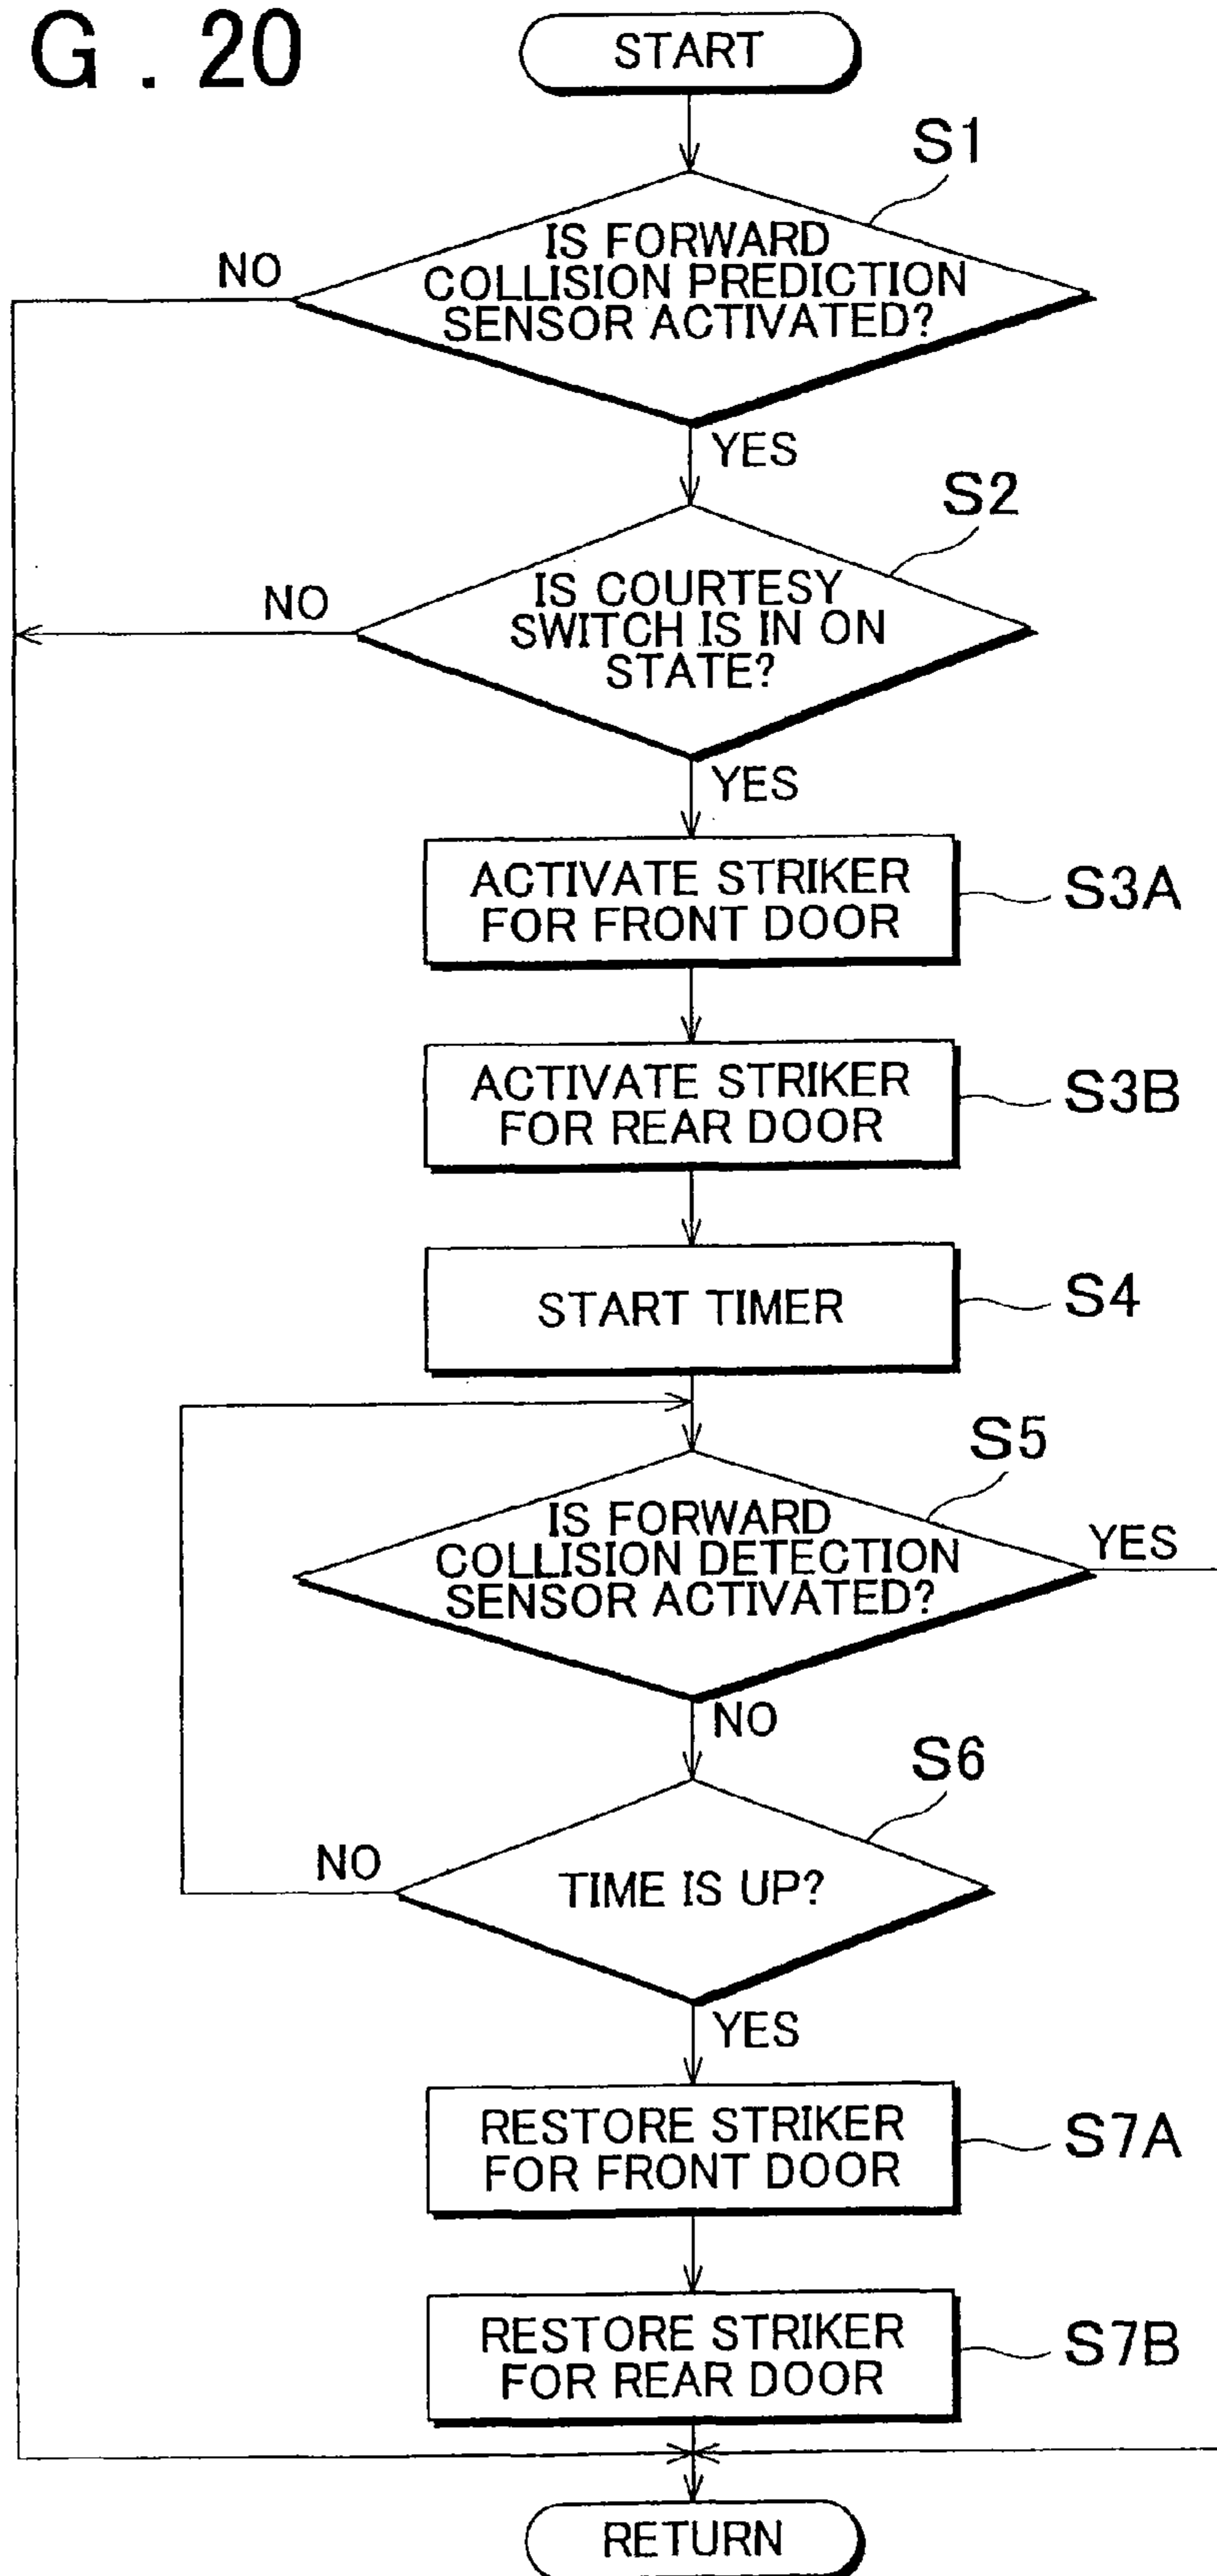 G . 20
START
S1
IS FORWARD
COLLISION PREDICTION
SENSOR ACTIVATED?
NO
YES
S2
IS COURTESY
SWITCH IS IN ON
STATE?
NO
YES
ACTIVATE STRIKER
FOR FRONT DOOR
S3A
ACTIVATE STRIKER
FOR REAR DOOR
S3B
START TIMER
S4
S5
IS FORWARD
COLLISION DETECTION
SENSOR ACTIVATED?
YES
NO
S6
TIME IS UP?
NO
YES
RESTORE STRIKER
FOR FRONT DOOR
S7A
RESTORE STRIKER
FOR REAR DOOR
S7B
RETURN